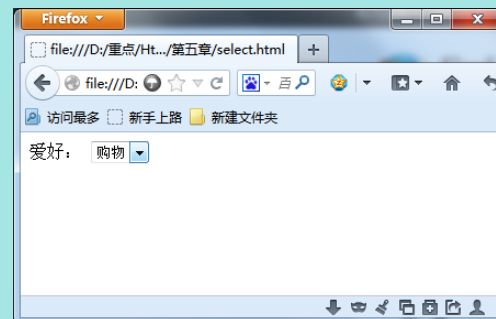 Firefox
file:///D:/重点/Ht.../第五章/select.html
file:///D: 百
访问最多 新手上路 新建文件夹
爱好： 购物